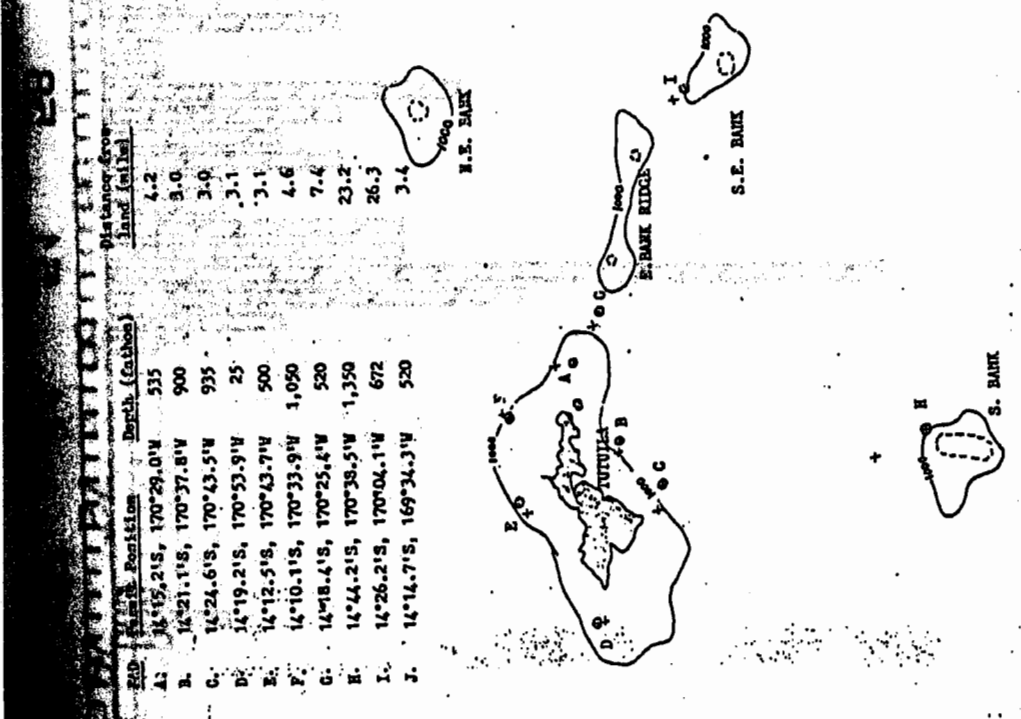 Distance from
FAD Permit Position Depth (fathom) land (mile)
A. 14°15.2'S, 170°29.0'W 535 4.2
B. 14°21.1'S, 170°37.8'W 900 3.0
C. 14°24.6'S, 170°43.5'W 935 3.0
D. 14°19.2'S, 170°53.9'W 25 3.1
E. 14°12.5'S, 170°43.7'W 500 3.1
F. 14°10.1'S, 170°33.9'W 1,050 4.6
G. 14°18.4'S, 170°25.4'W 520 7.4
H. 14°44.2'S, 170°38.5'W 1,350 23.2
I. 14°26.2'S, 170°04.1'W 672 26.3
J. 14°14.7'S, 169°34.3'W 520 3.4
1000
N.E. BANK
1000
F
E
A
TUTUILA
B
D
C
G
1000
E. BANK RIDGE
1000
I
S.E. BANK
H
S. BANK